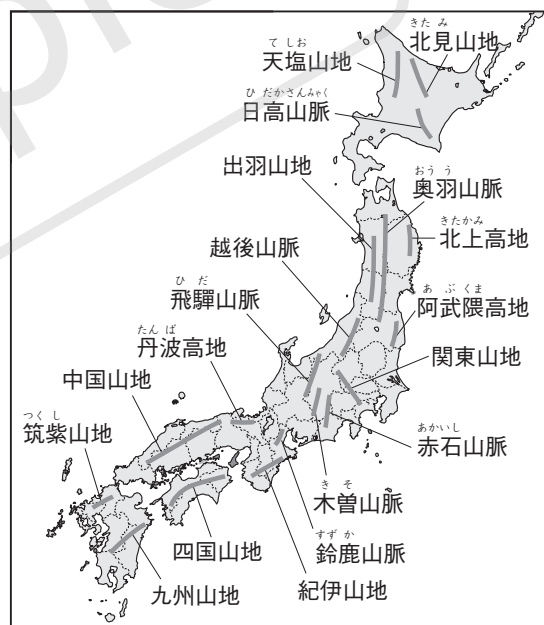 てしお
天塩山地
きたみ
北見山地
ひだかさんみゃく
日高山脈
出羽山地
おうう
奥羽山脈
きたかみ
北上高地
越後山脈
ひだ
飛驒山脈
あぶくま
阿武隈高地
たんば
丹波高地
関東山地
中国山地
つくし
筑紫山地
あかいし
赤石山脈
きそ
木曽山脈
すずか
鈴鹿山脈
四国山地
紀伊山地
九州山地